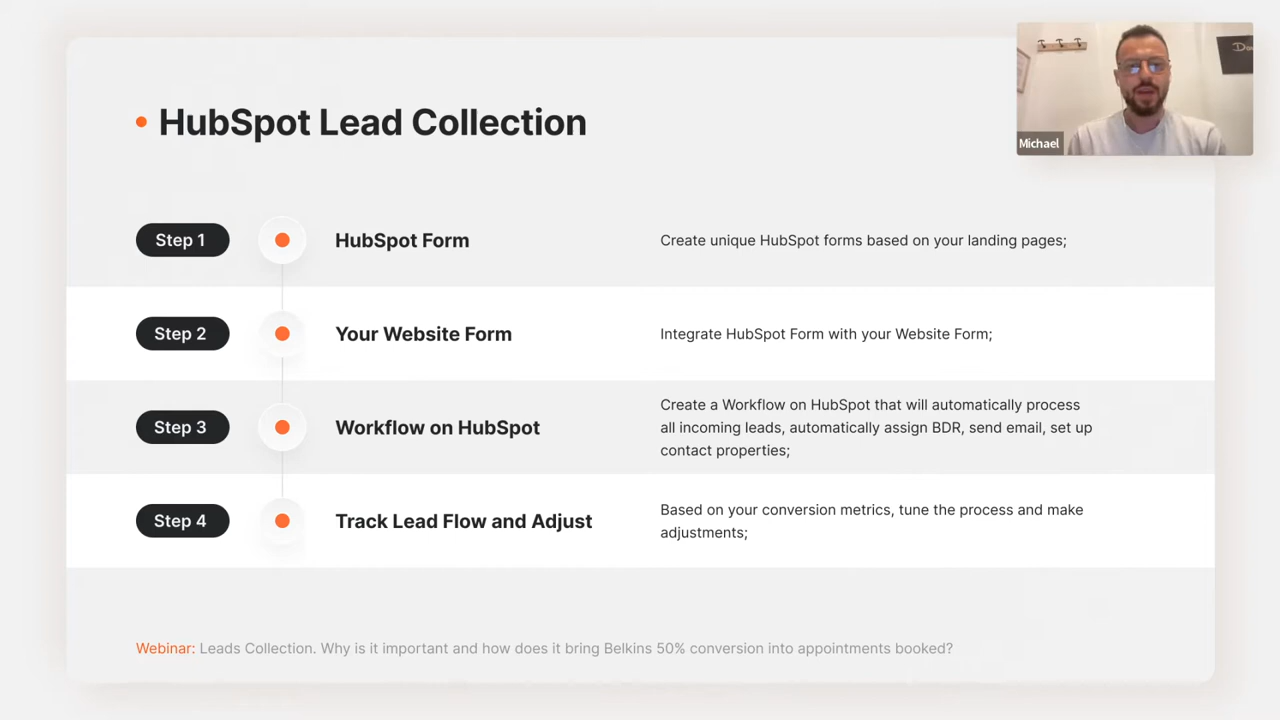 HubSpot Lead Collection
Michael
Step 1
HubSpot Form
Create unique HubSpot forms based on your landing pages;
Step 2
Your Website Form
Integrate HubSpot Form with your Website Form;
Step 3
Workflow on HubSpot
Create a Workflow on HubSpot that will automatically process
all incoming leads, automatically assign BDR, send email, set up
contact properties;
Step 4
Track Lead Flow and Adjust
Based on your conversion metrics, tune the process and make
adjustments;
Webinar: Leads Collection. Why is it important and how does it bring Belkins 50% conversion into appointments booked?